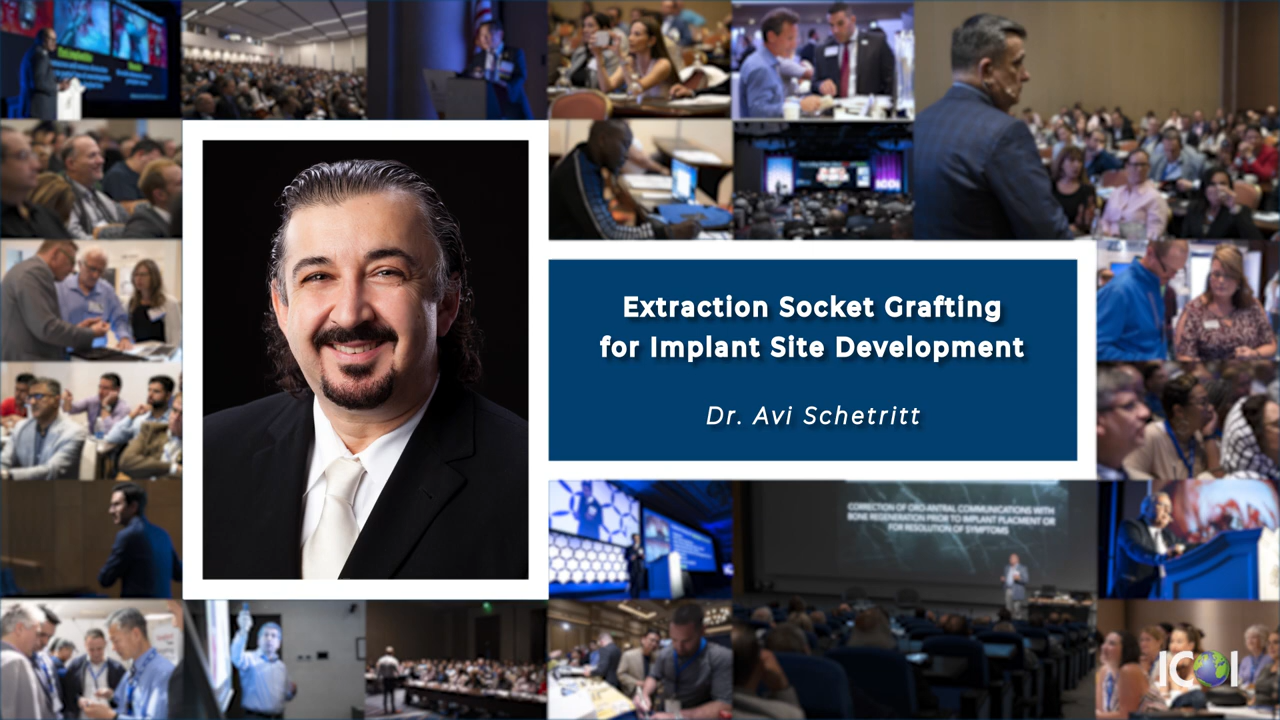 Extraction Socket Grafting
for Implant Site Development
Dr. Avi Schetritt
CORRECTION OF ORO-ANTRAL COMMUNICATIONS WITH
BONE REGENERATION PRIOR TO IMPLANT PLACMENT OR
FOR RESOLUTION OF SYMPTOMS
ICOI